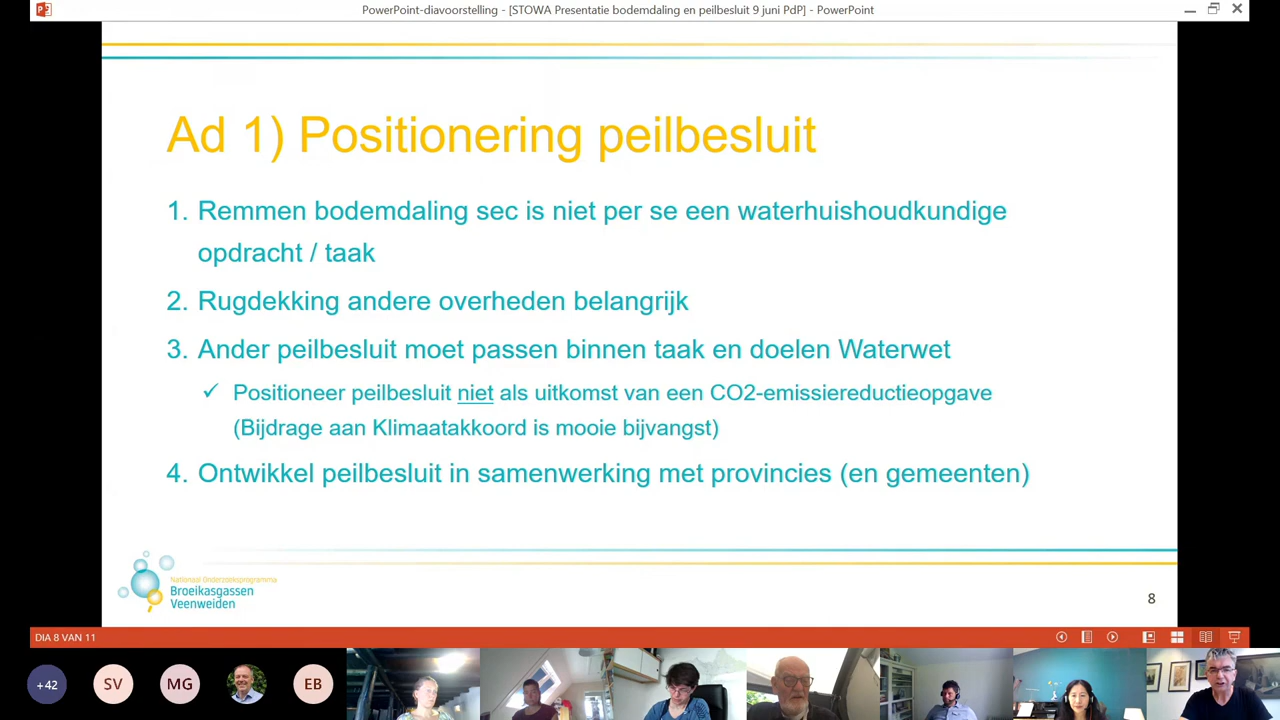 PowerPoint-diavoorstelling - [STOWA Presentatie bodemdaling en peilbesluit 9 juni PdP] - PowerPoint
Ad 1) Positionering peilbesluit
1. Remmen bodemdaling sec is niet per se een waterhuishoudkundige
opdracht / taak
2. Rugdekking andere overheden belangrijk
3. Ander peilbesluit moet passen binnen taak en doelen Waterwet
✓ Positioneer peilbesluit niet als uitkomst van een CO2-emissiereductieopgave
(Bijdrage aan Klimaatakkoord is mooie bijvangst)
4. Ontwikkel peilbesluit in samenwerking met provincies (en gemeenten)
Nationaal Onderzoeksprogramma
Broeikasgassen
Veenweiden
8
DIA 8 VAN 11
+42 SV MG EB